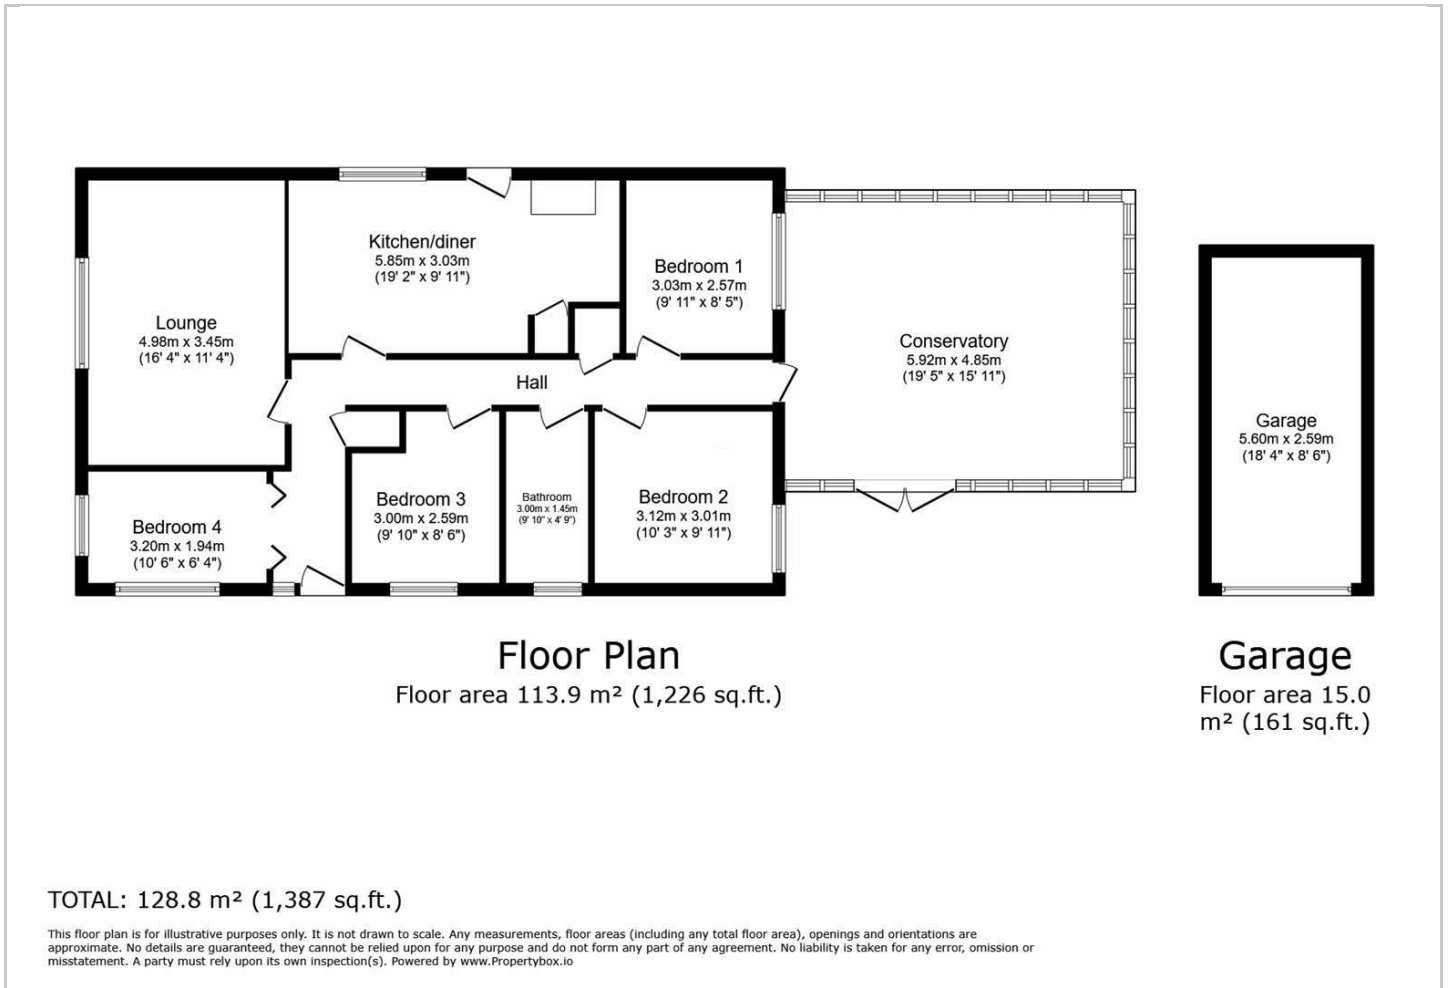 Kitchen/diner
5.85m x 3.03m
(19' 2" x 9' 11")
Bedroom 1
3.03m x 2.57m
(9' 11" x 8' 5")
Lounge
4.98m x 3.45m
(16' 4" x 11' 4")
Conservatory
5.92m x 4.85m
(19' 5" x 15' 11")
Hall
Garage
5.60m x 2.59m
(18' 4" x 8' 6")
Bedroom 4
3.20m x 1.94m
(10' 6" x 6' 4")
Bedroom 3
3.00m x 2.59m
(9' 10" x 8' 6")
Bathroom
3.00m x 1.45m
(9' 10" x 4' 9")
Bedroom 2
3.12m x 3.01m
(10' 3" x 9' 11")
Floor Plan
Floor area 113.9 m² (1,226 sq.ft.)
Garage
Floor area 15.0
m² (161 sq.ft.)
TOTAL: 128.8 m² (1,387 sq.ft.)
This floor plan is for illustrative purposes only. It is not drawn to scale. Any measurements, floor areas (including any total floor area), openings and orientations are
approximate. No details are guaranteed, they cannot be relied upon for any purpose and do not form any part of any agreement. No liability is taken for any error, omission or
misstatement. A party must rely upon its own inspection(s). Powered by www.Propertybox.io